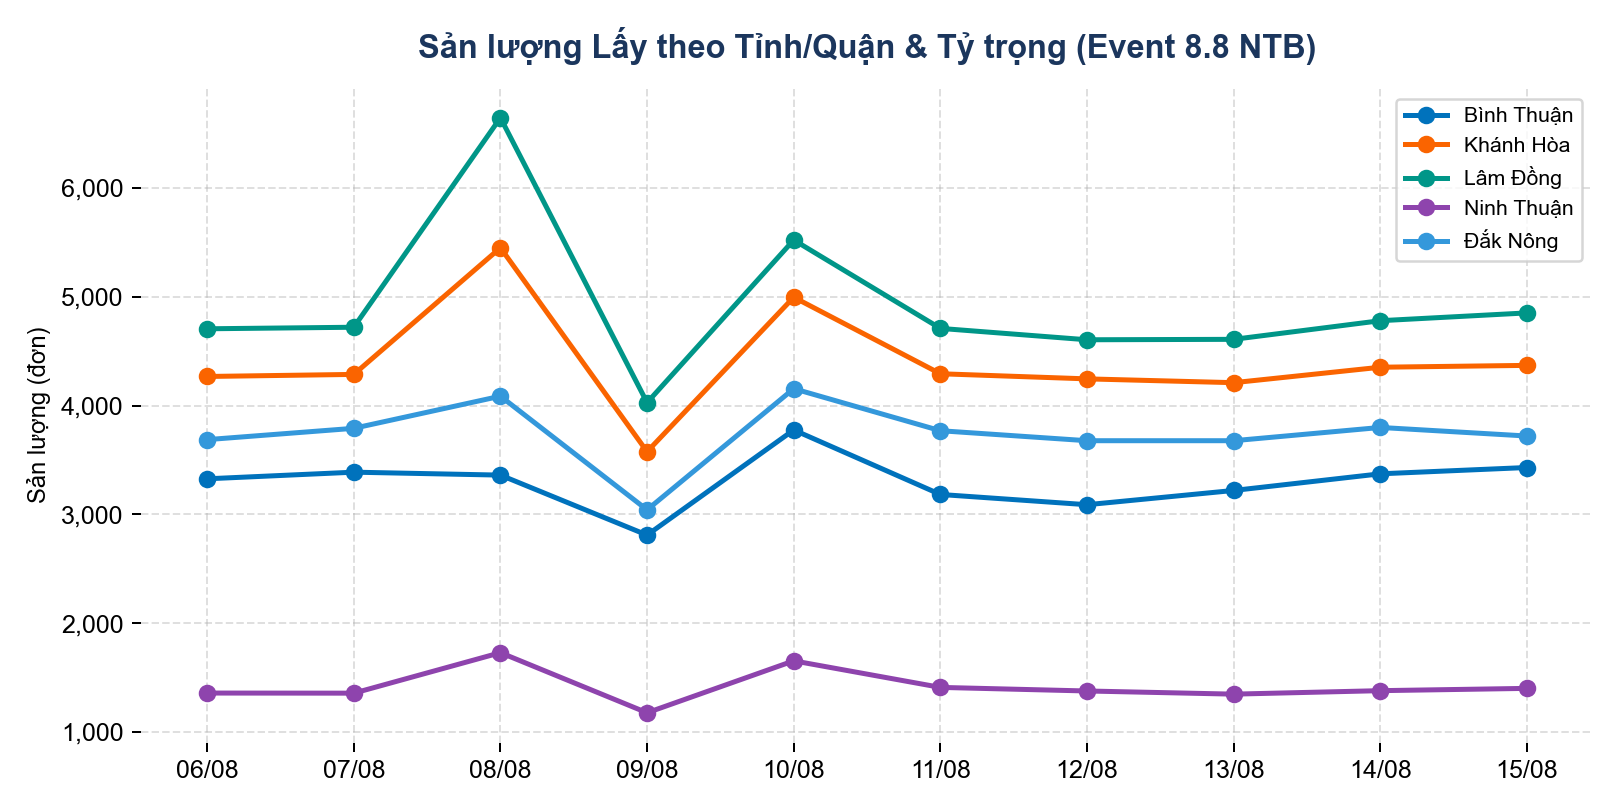 Sản lượng Lấy theo Tỉnh/Quận & Tỷ trọng (Event 8.8 NTB)
Bình Thuận
Khánh Hòa
Lâm Đồng
Ninh Thuận
Đắk Nông
Sản lượng (đơn)
6,000
5,000
4,000
3,000
2,000
1,000
06/08 07/08 08/08 09/08 10/08 11/08 12/08 13/08 14/08 15/08